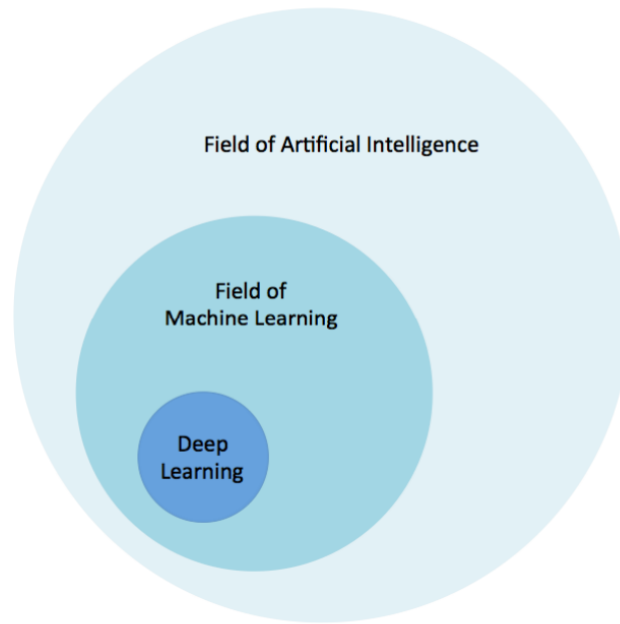 Field of Artificial Intelligence
Field of
Machine Learning
Deep
Learning